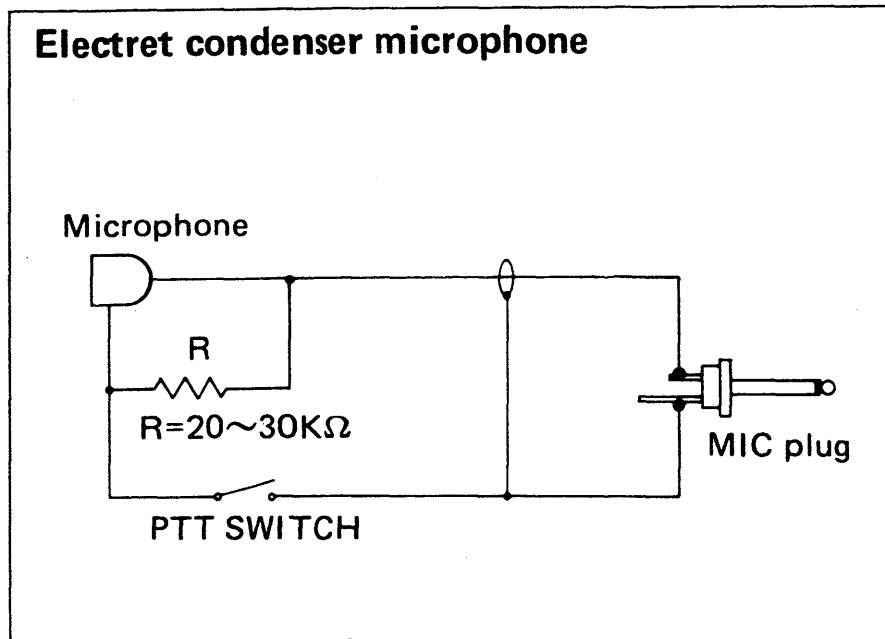 Electret condenser microphone
Microphone
R
R=20～30KΩ
MIC plug
PTT SWITCH